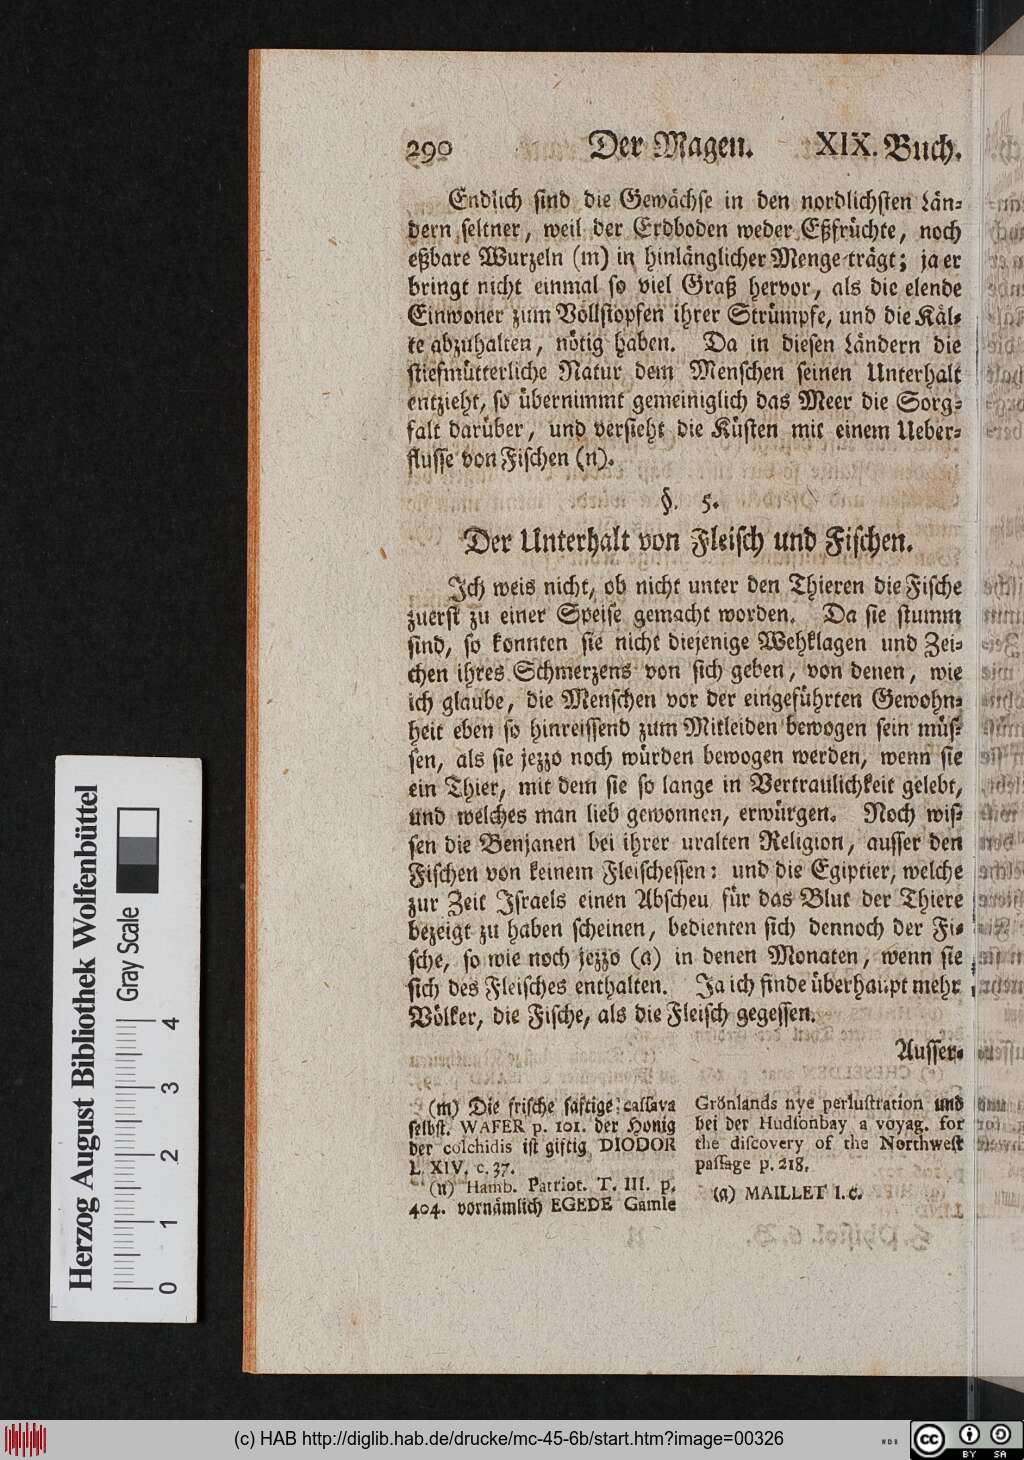 290 Der Magen. XIX. Buch.
Endlich sind die Gewächse in den nordlichsten Län-
dern seltner, weil der Erdboden weder Eßfrüchte, noch
eßbare Wurzeln (m) in hinlänglicher Menge trägt; ja er
bringt nicht einmal so viel Graß hervor, als die elende
Einwoner zum Vollstopfen ihrer Strümpfe, und die Käl-
te abzuhalten, nötig haben. Da in diesen Ländern die
stiefmütterliche Natur dem Menschen seinen Unterhalt
entzieht, so übernimmt gemeiniglich das Meer die Sorg-
falt darüber, und versieht die Küsten mit einem Ueber-
flusse von Fischen (n).
§. 5.
Der Unterhalt von Fleisch und Fischen.
Ich weis nicht, ob nicht unter den Thieren die Fische
zuerst zu einer Speise gemacht worden. Da sie stumm
sind, so konnten sie nicht diejenige Wehklagen und Zei-
chen ihres Schmerzens von sich geben, von denen, wie
ich glaube, die Menschen vor der eingeführten Gewohn-
heit eben so hinreissend zum Mitleiden bewogen sein müs-
sen, als sie jezzo noch würden bewogen werden, wenn sie
ein Thier, mit dem sie so lange in Vertraulichkeit gelebt,
und welches man lieb gewonnen, erwürgen. Noch wis-
sen die Benjanen bei ihrer uralten Religion, ausser den
Fischen von keinem Fleischessen: und die Egiptier, welche
zur Zeit Israels einen Abscheu für das Blut der Thiere
bezeigt zu haben scheinen, bedienten sich dennoch der Fi-
sche, so wie noch jezzo (a) in denen Monaten, wenn sie
sich des Fleisches enthalten. Ja ich finde überhaupt mehr
Völker, die Fische, als die Fleisch gegessen.
Ausser-
(m) Die frische saftige cassava
selbst. WAFER p. 101. der Honig
der colchidis ist giftig DIODOR
L. XIV. c. 37.
(n) Hamb. Patriot. T. III. p.
404. vornämlich EGEDE Gamle
Grönlands nye perlustration und
bei der Hudsonbay a voyag. for
the discovery of the Northwest
passage p. 218.
(a) MAILLET l. c.
Herzog August Bibliothek Wolfenbüttel
Gray Scale
0 1 2 3 4
(c) HAB http://diglib.hab.de/drucke/mc-45-6b/start.htm?image=00326
cc BY SA